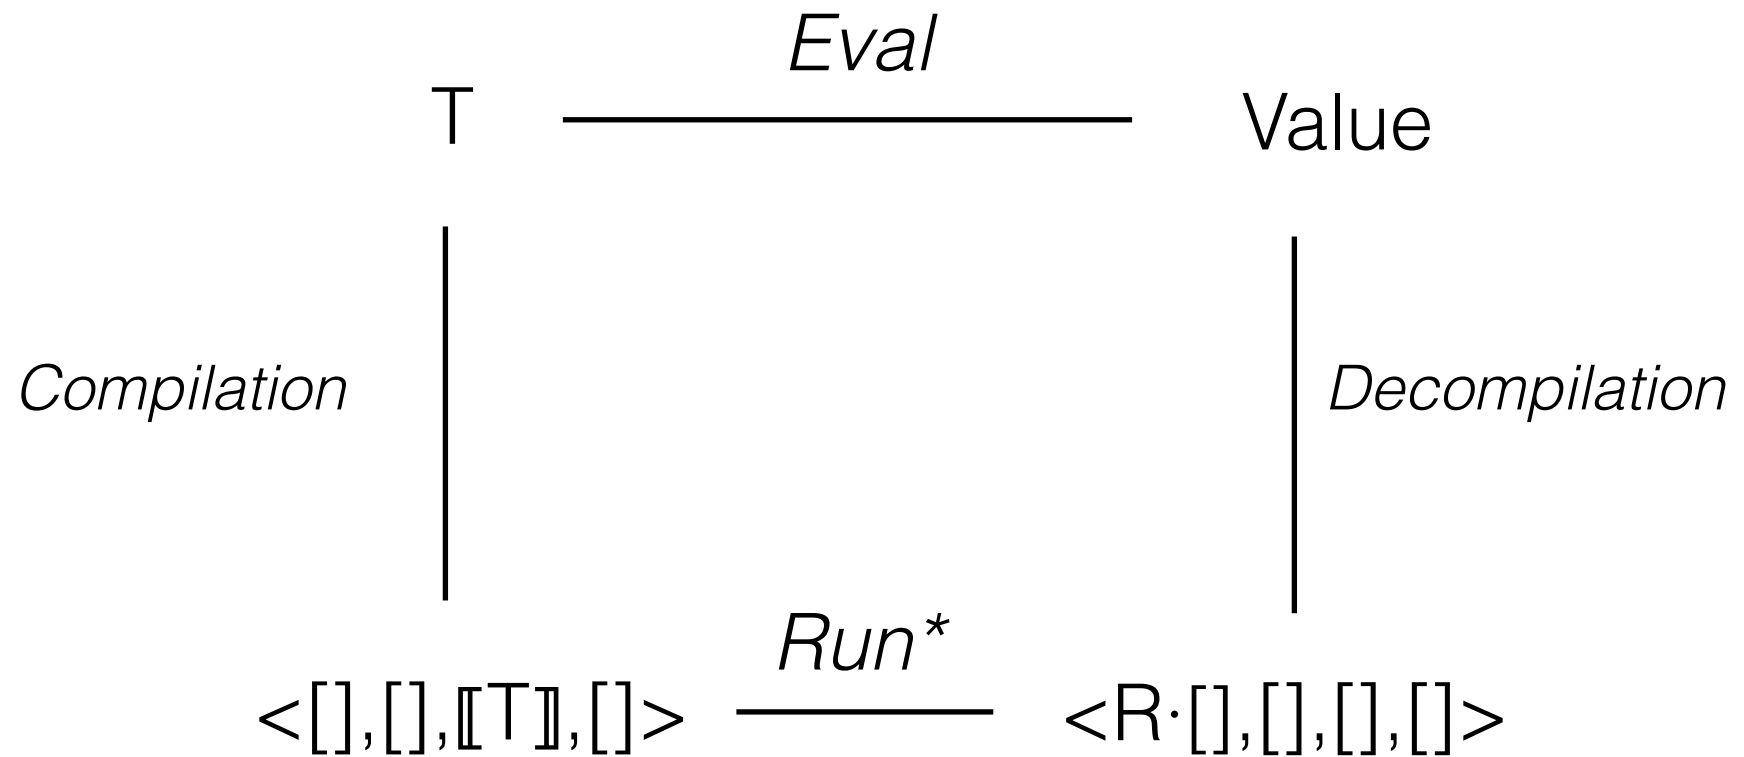 Eval
T Value
Compilation Decompilation
Run*
<[],[],⟦T⟧,[]> <R·[],[],[],[]>